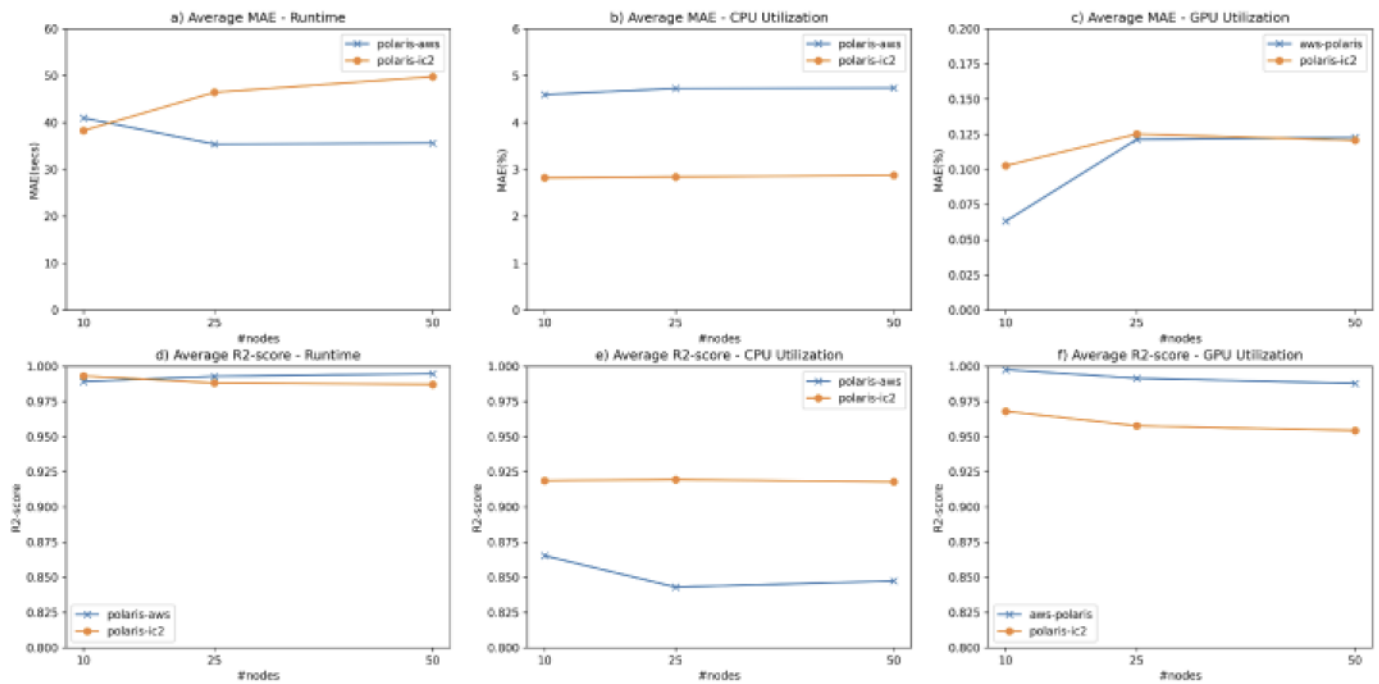 a) Average MAE - Runtime
60
50
40
30
20
10
0
MAE(secs)
polaris-aws
polaris-ic2
10 25 50
#nodes
b) Average MAE - CPU Utilization
6
5
4
3
2
1
0
MAE(%)
polaris-aws
polaris-ic2
10 25 50
#nodes
c) Average MAE - GPU Utilization
0.200
0.175
0.150
0.125
0.100
0.075
0.050
0.025
0.000
MAE(%)
aws-polaris
polaris-ic2
10 25 50
#nodes
d) Average R2-score - Runtime
1.000
0.975
0.950
0.925
0.900
0.875
0.850
0.825
0.800
R2-score
polaris-aws
polaris-ic2
10 25 50
#nodes
e) Average R2-score - CPU Utilization
1.000
0.975
0.950
0.925
0.900
0.875
0.850
0.825
0.800
R2-score
polaris-aws
polaris-ic2
10 25 50
#nodes
f) Average R2-score - GPU Utilization
1.000
0.975
0.950
0.925
0.900
0.875
0.850
0.825
0.800
R2-score
aws-polaris
polaris-ic2
10 25 50
#nodes